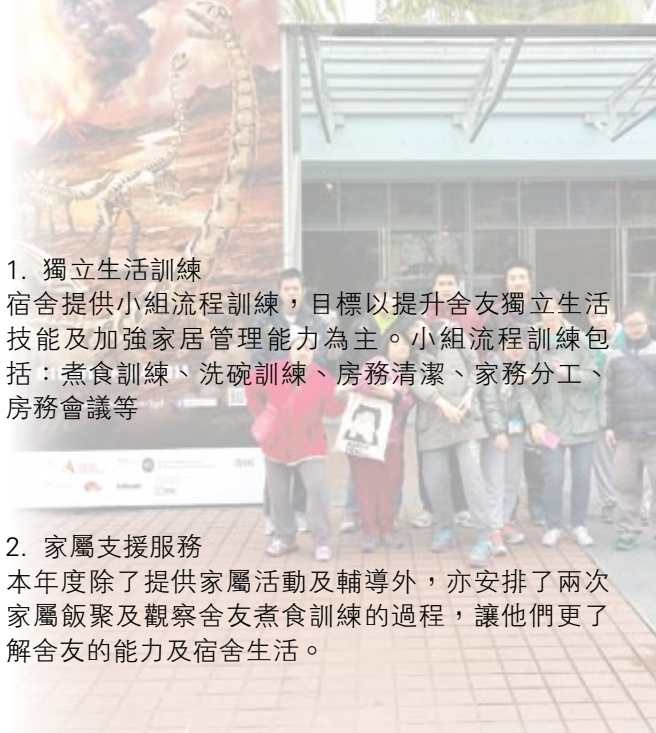 1. 獨立生活訓練
宿舍提供小組流程訓練，目標以提升舍友獨立生活
技能及加強家居管理能力為主。小組流程訓練包
括：煮食訓練、洗碗訓練、房務清潔、家務分工、
房務會議等
2. 家屬支援服務
本年度除了提供家屬活動及輔導外，亦安排了兩次
家屬飯聚及觀察舍友煮食訓練的過程，讓他們更了
解舍友的能力及宿舍生活。